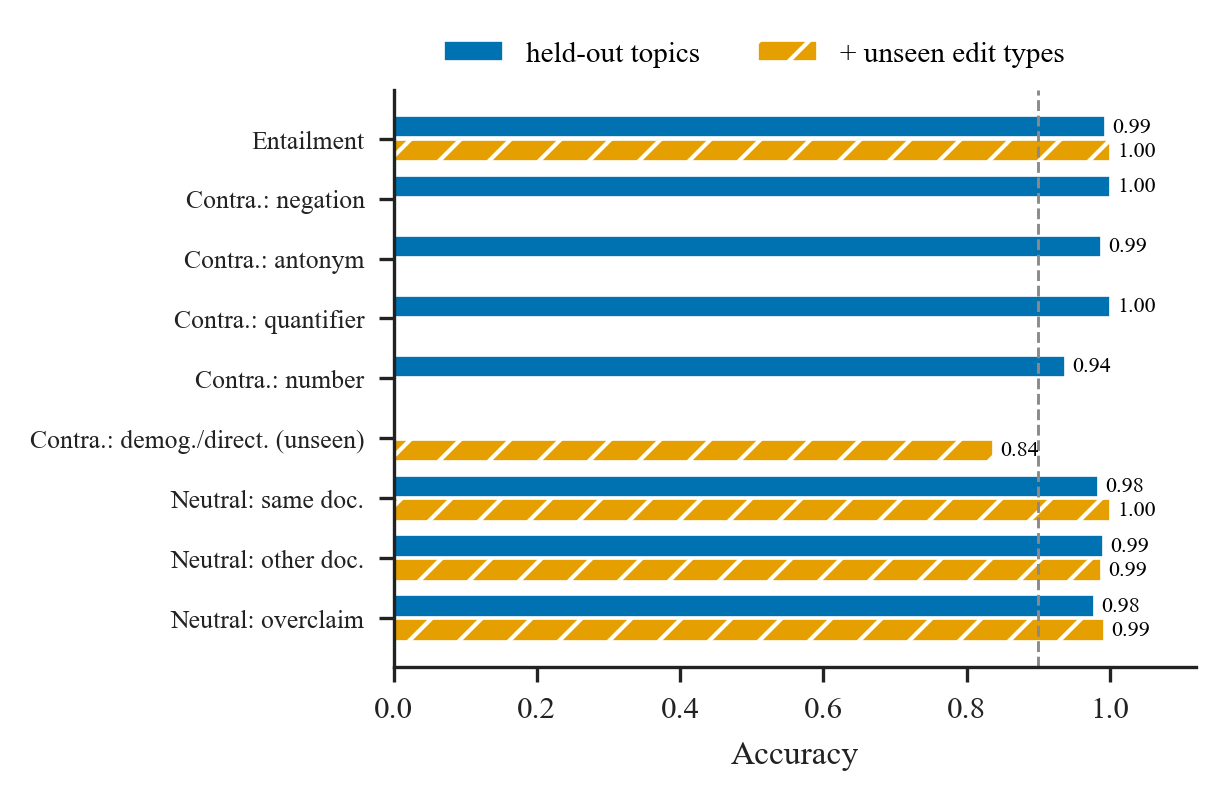 held-out topics + unseen edit types
Entailment 0.99
1.00
Contra.: negation 1.00
Contra.: antonym 0.99
Contra.: quantifier 1.00
Contra.: number 0.94
Contra.: demog./direct. (unseen) 0.84
Neutral: same doc. 0.98
1.00
Neutral: other doc. 0.99
0.99
Neutral: overclaim 0.98
0.99
0.0 0.2 0.4 0.6 0.8 1.0
Accuracy